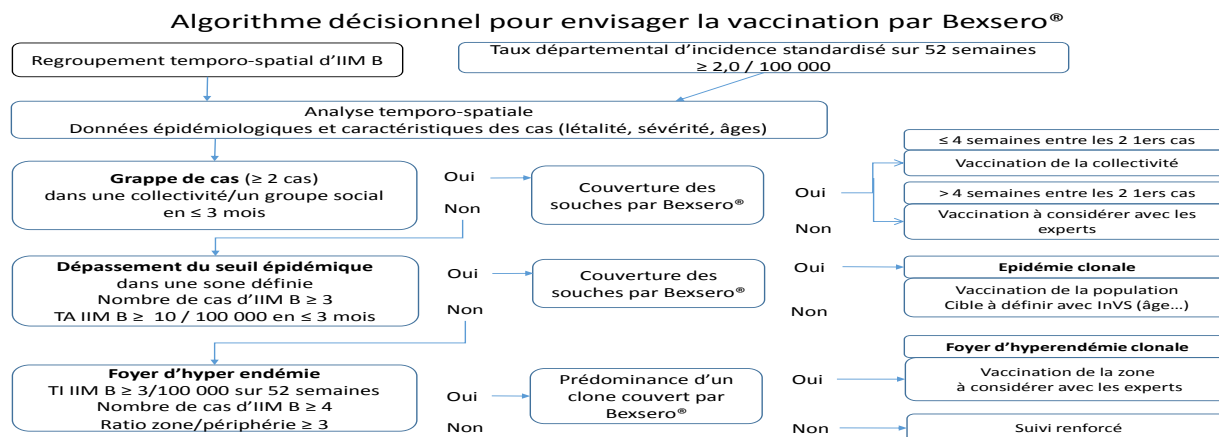 Algorithme décisionnel pour envisager la vaccination par Bexsero®
Regroupement temporo-spatial d'IIM B
Taux départemental d'incidence standardisé sur 52 semaines
≥ 2,0 / 100 000
Analyse temporo-spatiale
Données épidémiologiques et caractéristiques des cas (létalité, sévérité, âges)
Grappe de cas (≥ 2 cas)
dans une collectivité/un groupe social
en ≤ 3 mois
Oui
Non
Couverture des
souches par Bexsero®
Oui
Non
≤ 4 semaines entre les 2 1ers cas
Vaccination de la collectivité
> 4 semaines entre les 2 1ers cas
Vaccination à considérer avec les
experts
Dépassement du seuil épidémique
dans une sone définie
Nombre de cas d'IIM B ≥ 3
TA IIM B ≥ 10 / 100 000 en ≤ 3 mois
Oui
Non
Couverture des
souches par Bexsero®
Oui
Non
Epidémie clonale
Vaccination de la population
Cible à définir avec InVS (âge...)
Foyer d'hyper endémie
TI IIM B ≥ 3/100 000 sur 52 semaines
Nombre de cas d'IIM B ≥ 4
Ratio zone/périphérie ≥ 3
Oui
Non
Prédominance d'un
clone couvert par
Bexsero®
Oui
Non
Foyer d'hyperendémie clonale
Vaccination de la zone
à considérer avec les experts
Suivi renforcé